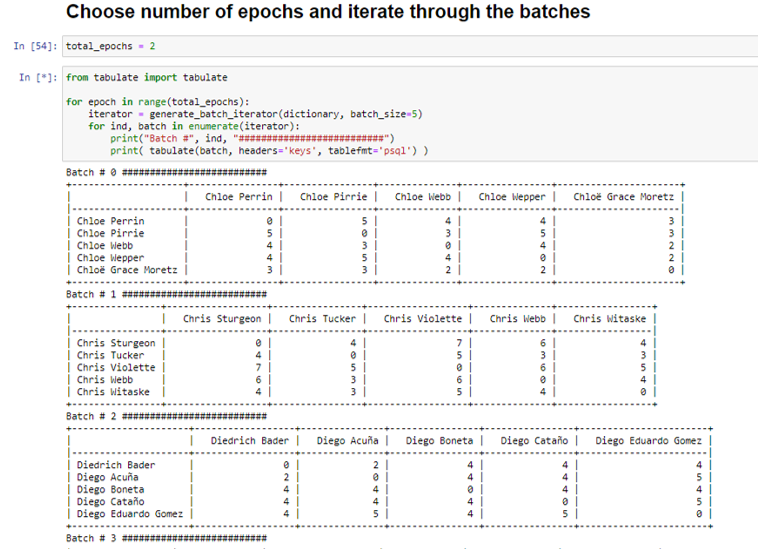 Choose number of epochs and iterate through the batches
In [54]: total_epochs = 2
In [*]: from tabulate import tabulate
for epoch in range(total_epochs):
    iterator = generate_batch_iterator(dictionary, batch_size=5)
    for ind, batch in enumerate(iterator):
        print("Batch #", ind, "##########################")
        print( tabulate(batch, headers='keys', tablefmt='psql') )
Batch # 0 ##########################
| | Chloe Perrin | Chloe Pirrie | Chloe Webb | Chloe Wepper | Chloë Grace Moretz |
| Chloe Perrin | 0 | 5 | 4 | 4 | 3 |
| Chloe Pirrie | 5 | 0 | 3 | 5 | 3 |
| Chloe Webb | 4 | 3 | 0 | 4 | 2 |
| Chloe Wepper | 4 | 5 | 4 | 0 | 2 |
| Chloë Grace Moretz | 3 | 3 | 2 | 2 | 0 |
Batch # 1 ##########################
| | Chris Sturgeon | Chris Tucker | Chris Violette | Chris Webb | Chris Witaske |
| Chris Sturgeon | 0 | 4 | 7 | 6 | 4 |
| Chris Tucker | 4 | 0 | 5 | 3 | 3 |
| Chris Violette | 7 | 5 | 0 | 6 | 5 |
| Chris Webb | 6 | 3 | 6 | 0 | 4 |
| Chris Witaske | 4 | 3 | 5 | 4 | 0 |
Batch # 2 ##########################
| | Diedrich Bader | Diego Acuña | Diego Boneta | Diego Cataño | Diego Eduardo Gomez |
| Diedrich Bader | 0 | 2 | 4 | 4 | 4 |
| Diego Acuña | 2 | 0 | 4 | 4 | 5 |
| Diego Boneta | 4 | 4 | 0 | 4 | 4 |
| Diego Cataño | 4 | 4 | 4 | 0 | 5 |
| Diego Eduardo Gomez | 4 | 5 | 4 | 5 | 0 |
Batch # 3 ##########################